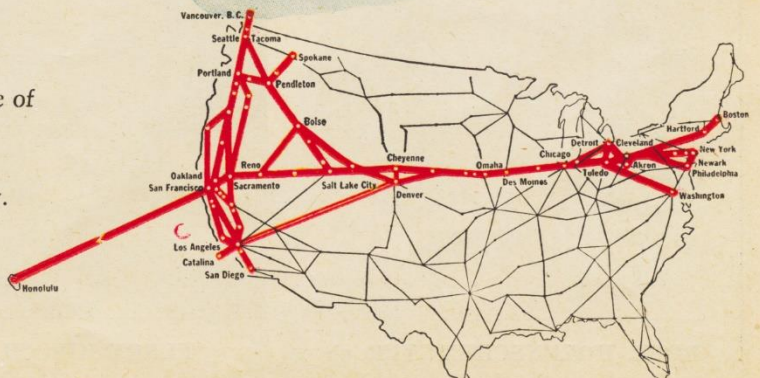 Vancouver, B.C.
Seattle
Tacoma
Spokane
Portland
Pendleton
e of
Boise
Boston
Hartford
Detroit
Cleveland
New York
Chicago
Reno
Cheyenne
Omaha
Oakland
Akron
Newark
Toledo
Philadelphia
San Francisco
Sacramento
Salt Lake City
Des Moines
Denver
Washington
Los Angeles
Catalina
San Diego
Honolulu